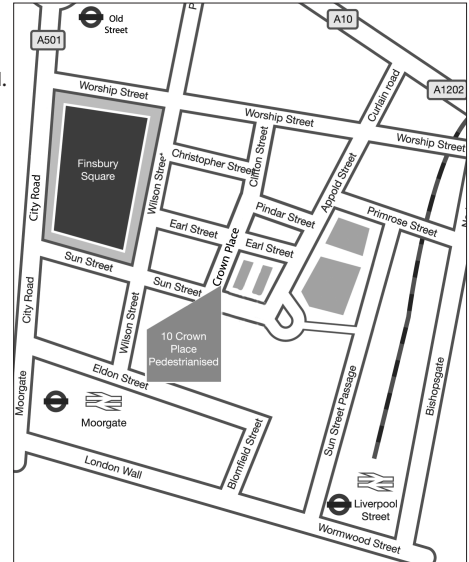 Old
Street
A10
A501
A1202
Curlain road
Worship Street
Worship Street
Worship Street
Christopher Street
Clifton Street
Appold Street
Finsbury
Square
Wilson Street
City Road
Pindar Street
Primrose Street
Earl Street
Earl Street
Crown Place
Sun Street
Sun Street
City Road
Wilson Street
10 Crown
Place
Pedestrianised
Eldon Street
Moorgate
Moorgate
Sun Street Passage
Bishopsgate
Blomfield Street
London Wall
Liverpool
Street
Wormwood Street